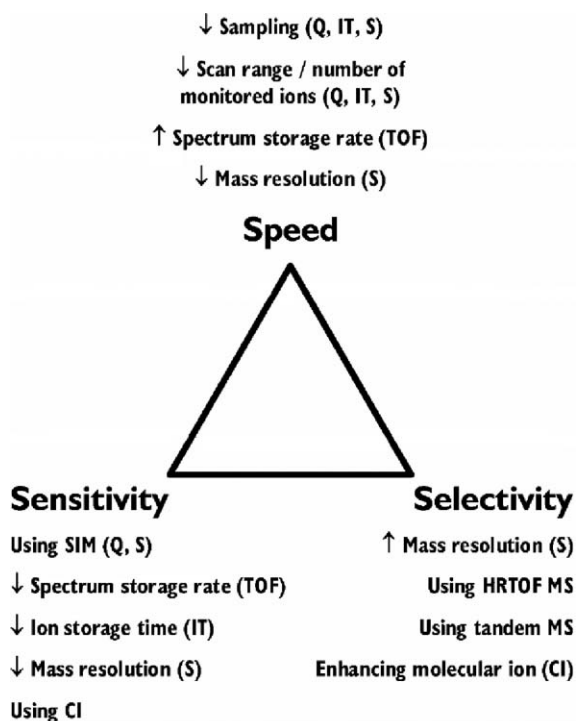 ↓ Sampling (Q, IT, S)
↓ Scan range / number of
monitored ions (Q, IT, S)
↑ Spectrum storage rate (TOF)
↓ Mass resolution (S)
Speed
Sensitivity
Using SIM (Q, S)
↓ Spectrum storage rate (TOF)
↓ Ion storage time (IT)
↓ Mass resolution (S)
Using CI
Selectivity
↑ Mass resolution (S)
Using HRTOF MS
Using tandem MS
Enhancing molecular ion (CI)